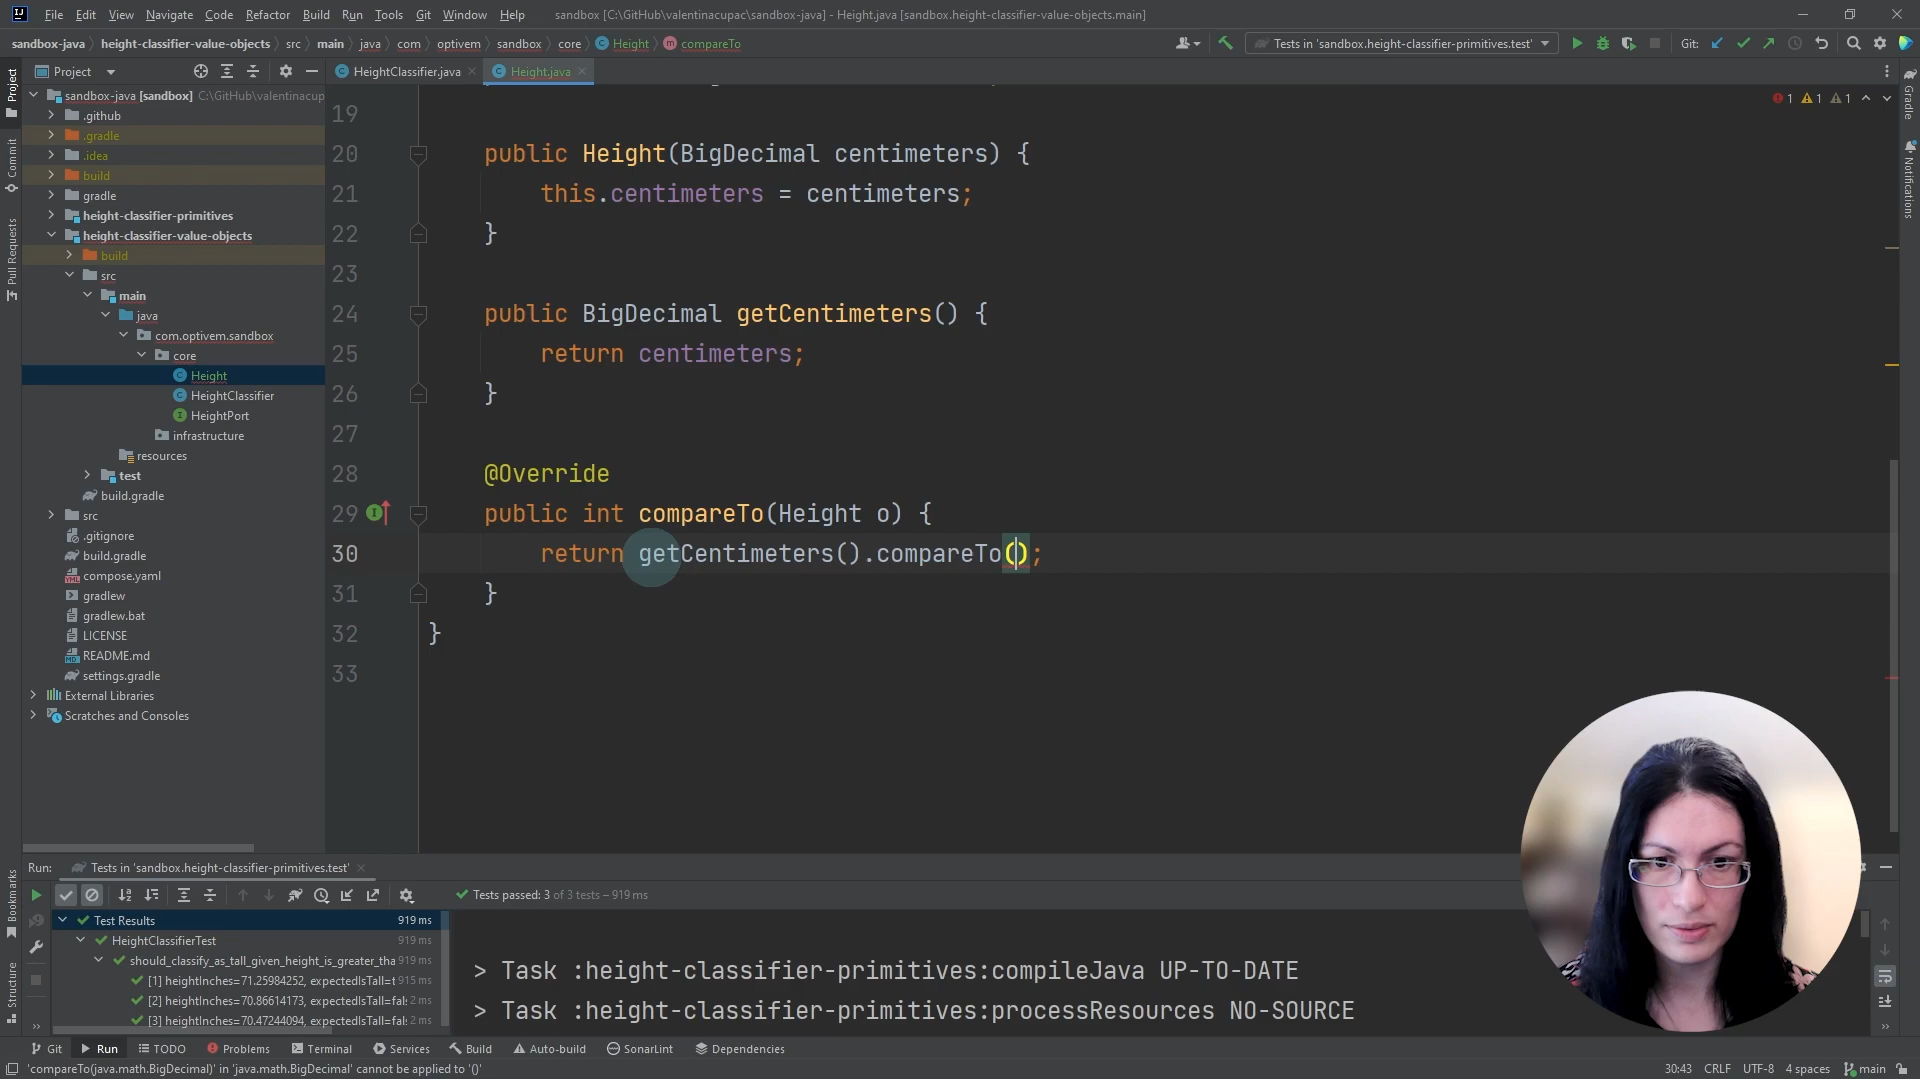 File Edit View Navigate Code Refactor Build Run Tools Git Window Help sandbox [C:\GitHub\valentinacupac\sandbox-java] - Height.java [sandbox.height-classifier-value-objects.main]
sandbox-java height-classifier-value-objects src main java com optivem sandbox core Height compareTo Tests in 'sandbox.height-classifier-primitives.test' Git:
Project HeightClassifier.java Height.java
sandbox-java [sandbox] C:\GitHub\valentinacup
.github
.gradle
.idea
build
gradle
height-classifier-primitives
height-classifier-value-objects
build
src
main
java
com.optivem.sandbox
core
Height
HeightClassifier
HeightPort
infrastructure
resources
test
build.gradle
src
.gitignore
build.gradle
compose.yaml
gradlew
gradlew.bat
LICENSE
README.md
settings.gradle
External Libraries
Scratches and Consoles
Project
Commit
Pull Requests
Bookmarks
Structure
1 1 1
19
20 public Height(BigDecimal centimeters) {
21 this.centimeters = centimeters;
22 }
23
24 public BigDecimal getCentimeters() {
25 return centimeters;
26 }
27
28 @Override
29 public int compareTo(Height o) {
30 return getCentimeters().compareTo();
31 }
32 }
33
Gradle
Notifications
Run: Tests in 'sandbox.height-classifier-primitives.test'
Tests passed: 3 of 3 tests – 919 ms
Test Results 919 ms
HeightClassifierTest 919 ms
should_classify_as_tall_given_height_is_greater_tha 919 ms
[1] heightInches=71.25984252, expectedIsTall=t 915 ms
[2] heightInches=70.86614173, expectedIsTall=fal 2 ms
[3] heightInches=70.47244094, expectedIsTall=fal 2 ms
> Task :height-classifier-primitives:compileJava UP-TO-DATE
> Task :height-classifier-primitives:processResources NO-SOURCE
Git Run TODO Problems Terminal Services Build Auto-build SonarLint Dependencies
'compareTo(java.math.BigDecimal)' in 'java.math.BigDecimal' cannot be applied to '()' 30:43 CRLF UTF-8 4 spaces main